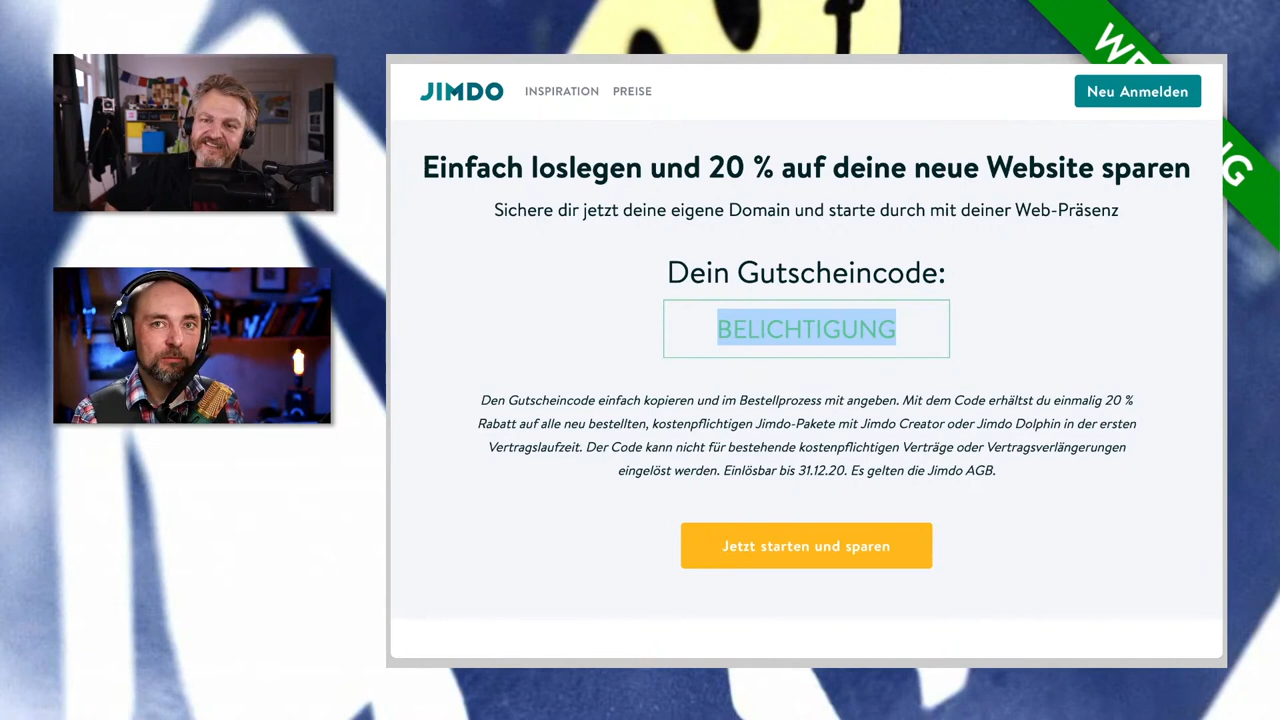 JIMDO INSPIRATION PREISE Neu Anmelden
Einfach loslegen und 20 % auf deine neue Website sparen
Sichere dir jetzt deine eigene Domain und starte durch mit deiner Web-Präsenz
Dein Gutscheincode:
BELICHTIGUNG
Den Gutscheincode einfach kopieren und im Bestellprozess mit angeben. Mit dem Code erhältst du einmalig 20 %
Rabatt auf alle neu bestellten, kostenpflichtigen Jimdo-Pakete mit Jimdo Creator oder Jimdo Dolphin in der ersten
Vertragslaufzeit. Der Code kann nicht für bestehende kostenpflichtigen Verträge oder Vertragsverlängerungen
eingelöst werden. Einlösbar bis 31.12.20. Es gelten die Jimdo AGB.
Jetzt starten und sparen